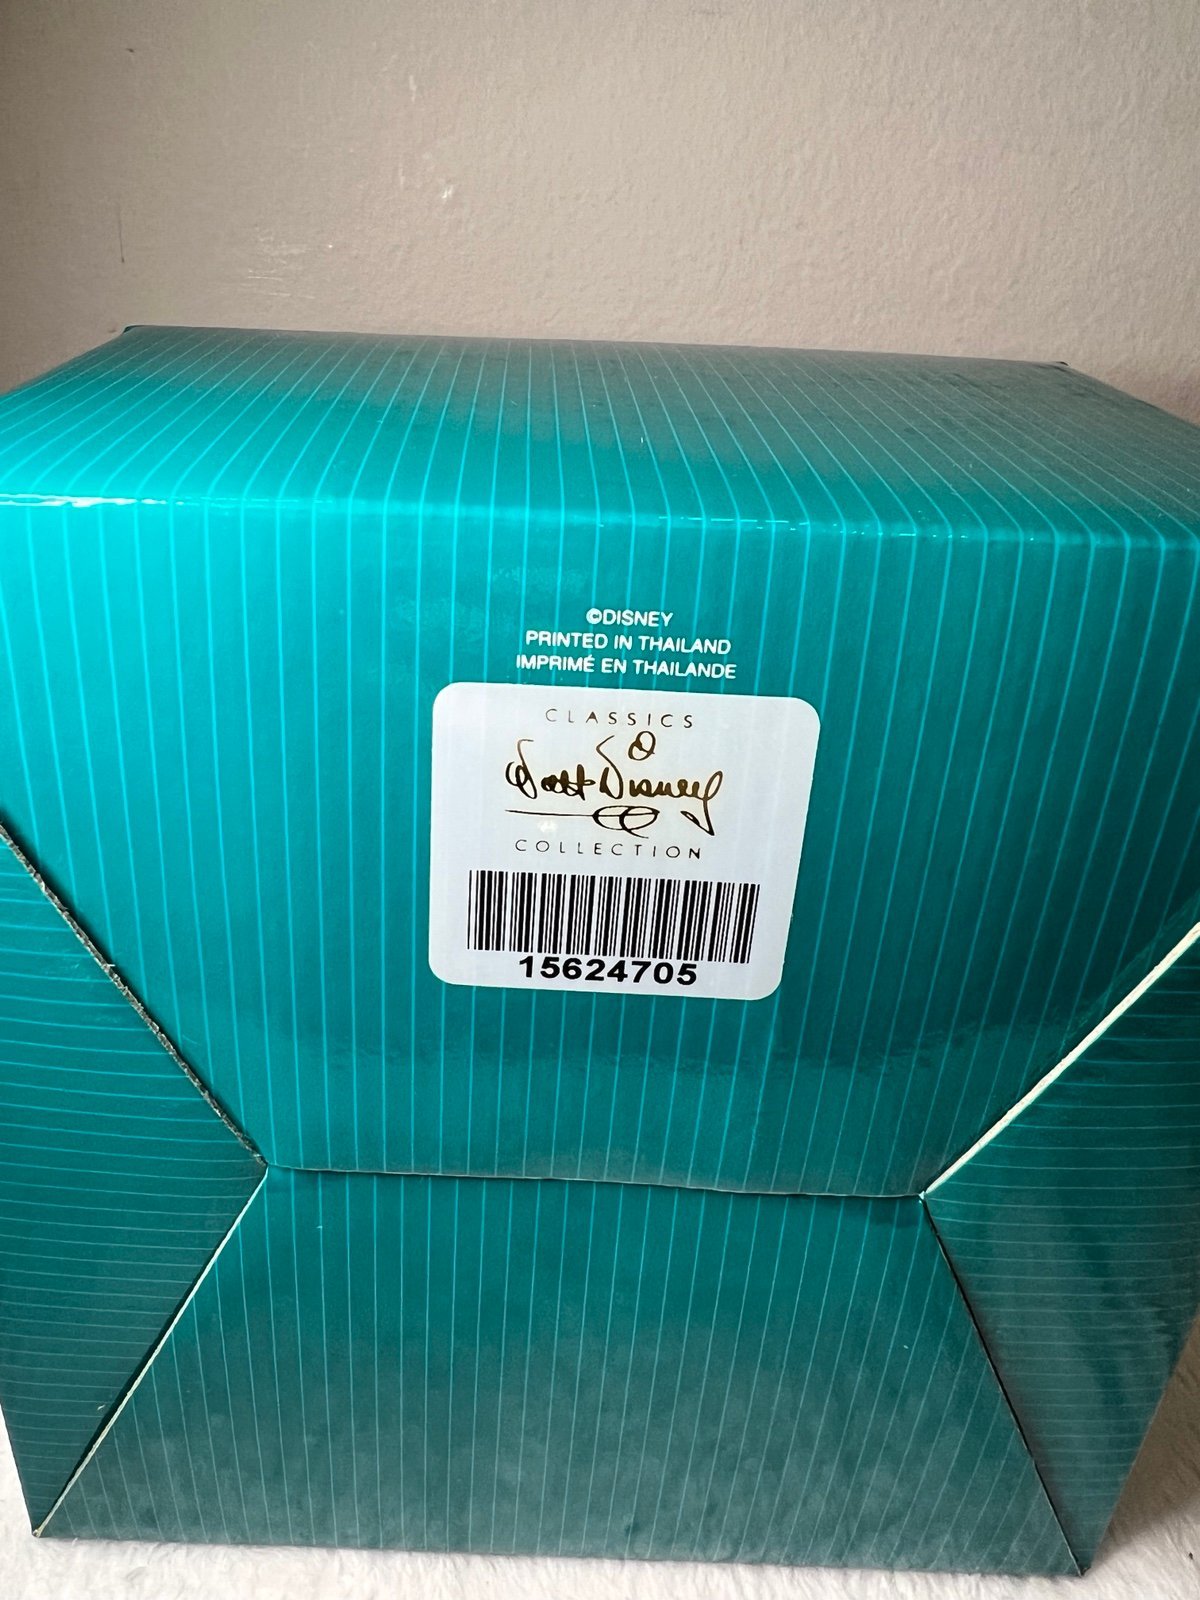 ©DISNEY
PRINTED IN THAILAND
IMPRIMÉ EN THAILANDE
CLASSICS
Walt Disney
COLLECTION
15624705